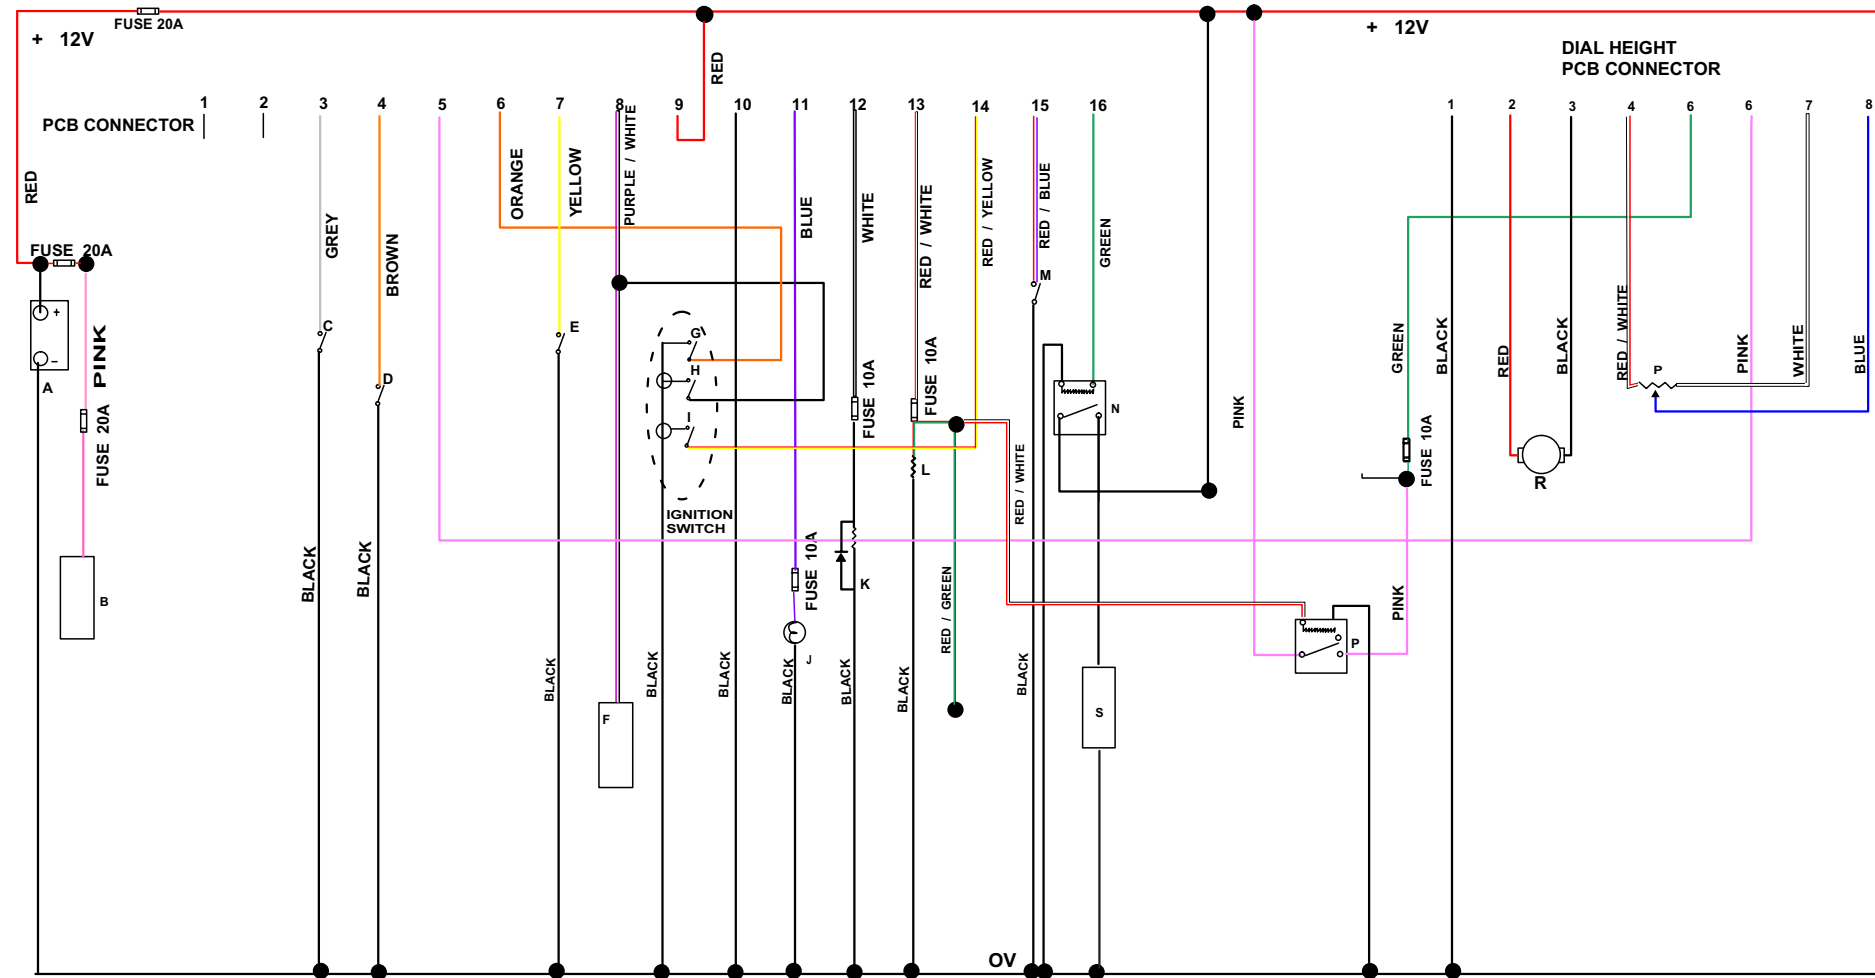 FUSE 20A
+ 12V
+ 12V
DIAL HEIGHT
PCB CONNECTOR
PCB CONNECTOR
1 2 3 4 5 6 7 8 9 10 11 12 13 14 15 16
1 2 3 4 6 6 7 8
RED
FUSE 20A
+
−
A
PINK
FUSE 20A
B
GREY
C
BLACK
BROWN
D
BLACK
ORANGE
YELLOW
E
BLACK
PURPLE / WHITE
F
RED
G
H
I
IGNITION
SWITCH
BLACK
BLACK
BLUE
FUSE 10A
J
BLACK
WHITE
FUSE 10A
K
BLACK
RED / WHITE
FUSE 10A
L
BLACK
RED / GREEN
RED / YELLOW
RED / BLUE
M
RED / WHITE
BLACK
GREEN
N
S
PINK
P
PINK
GREEN
FUSE 10A
BLACK
RED
BLACK
R
RED / WHITE
P
PINK
WHITE
BLUE
OV